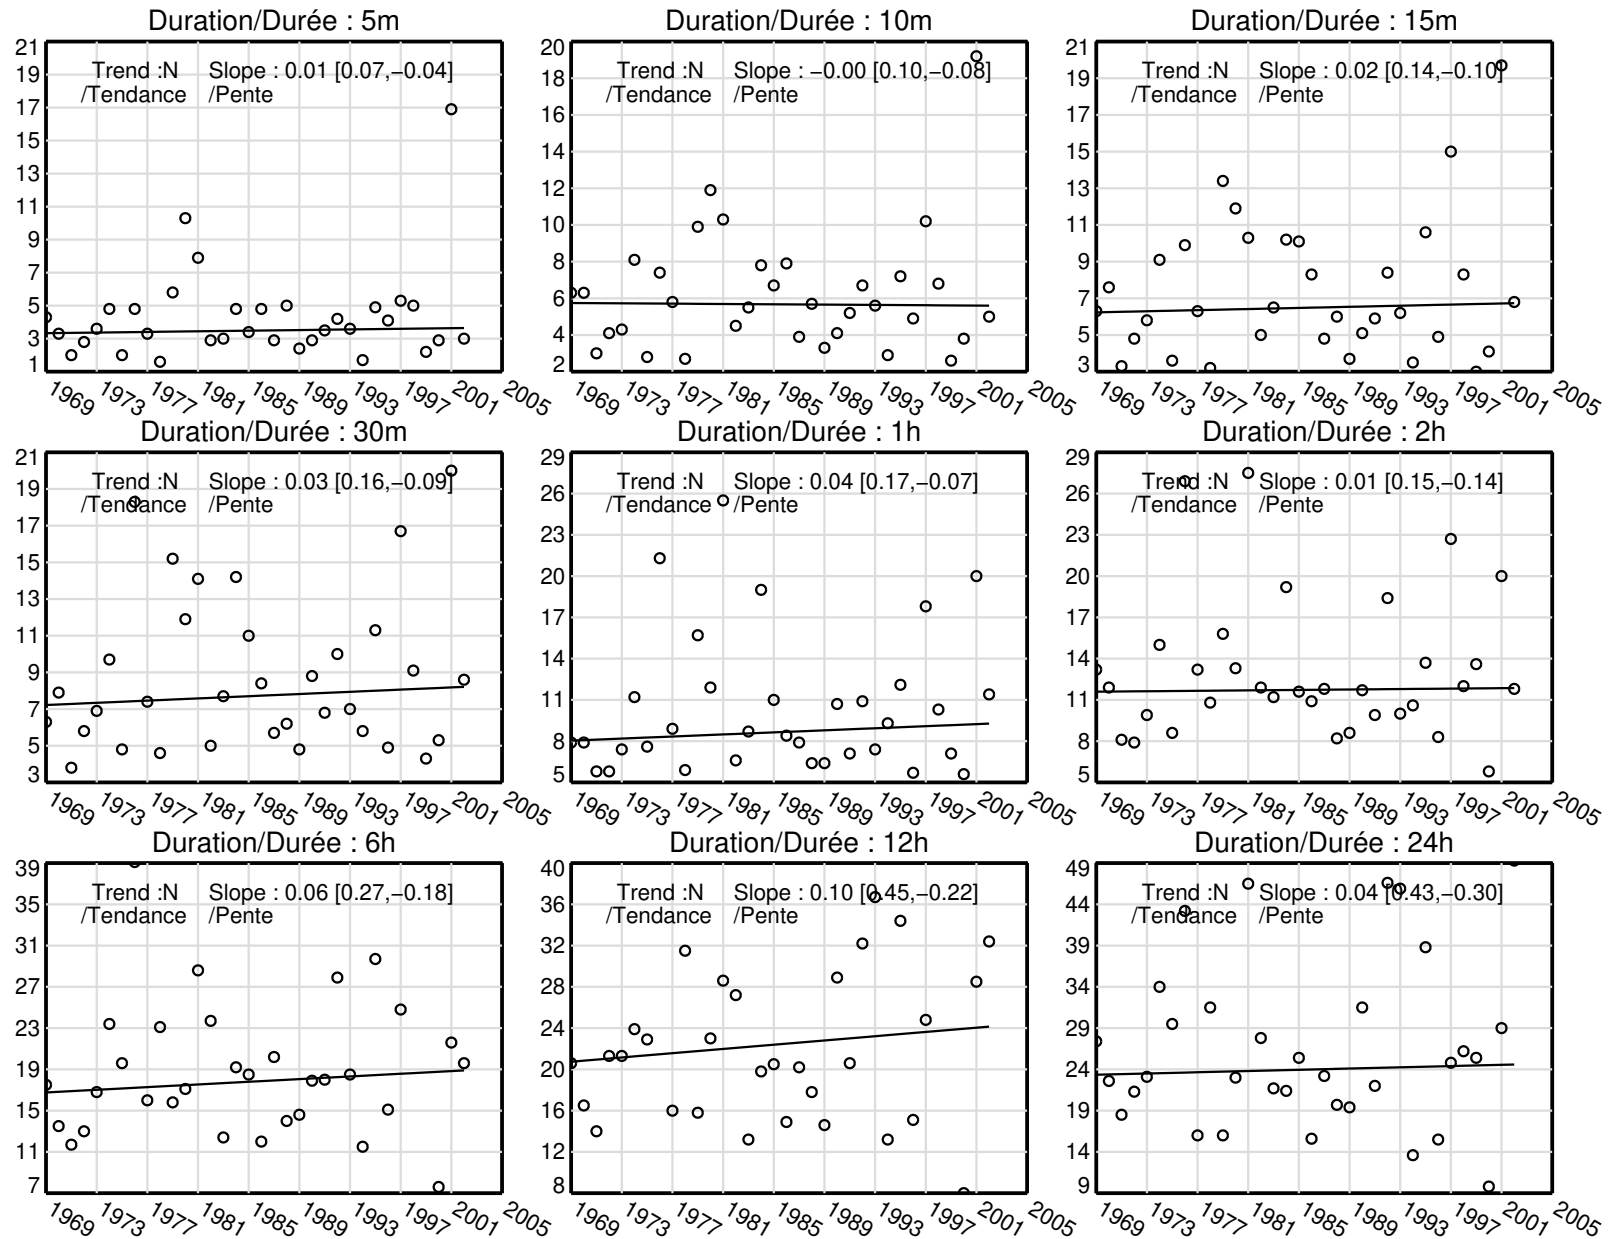 Duration/Durée : 5m
Trend :N Slope : 0.01 [0.07,−0.04]
/Tendance /Pente
21
19
17
15
13
11
9
7
5
3
1
1969 1973 1977 1981 1985 1989 1993 1997 2001 2005
Duration/Durée : 10m
Trend :N Slope : −0.00 [0.10,−0.08]
/Tendance /Pente
20
18
16
14
12
10
8
6
4
2
1969 1973 1977 1981 1985 1989 1993 1997 2001 2005
Duration/Durée : 15m
Trend :N Slope : 0.02 [0.14,−0.10]
/Tendance /Pente
21
19
17
15
13
11
9
7
5
3
1969 1973 1977 1981 1985 1989 1993 1997 2001 2005
Duration/Durée : 30m
Trend :N Slope : 0.03 [0.16,−0.09]
/Tendance /Pente
21
19
17
15
13
11
9
7
5
3
1969 1973 1977 1981 1985 1989 1993 1997 2001 2005
Duration/Durée : 1h
Trend :N Slope : 0.04 [0.17,−0.07]
/Tendance /Pente
29
26
23
20
17
14
11
8
5
1969 1973 1977 1981 1985 1989 1993 1997 2001 2005
Duration/Durée : 2h
Trend :N Slope : 0.01 [0.15,−0.14]
/Tendance /Pente
29
26
23
20
17
14
11
8
5
1969 1973 1977 1981 1985 1989 1993 1997 2001 2005
Duration/Durée : 6h
Trend :N Slope : 0.06 [0.27,−0.18]
/Tendance /Pente
39
35
31
27
23
19
15
11
7
1969 1973 1977 1981 1985 1989 1993 1997 2001 2005
Duration/Durée : 12h
Trend :N Slope : 0.10 [0.45,−0.22]
/Tendance /Pente
40
36
32
28
24
20
16
12
8
1969 1973 1977 1981 1985 1989 1993 1997 2001 2005
Duration/Durée : 24h
Trend :N Slope : 0.04 [0.43,−0.30]
/Tendance /Pente
49
44
39
34
29
24
19
14
9
1969 1973 1977 1981 1985 1989 1993 1997 2001 2005